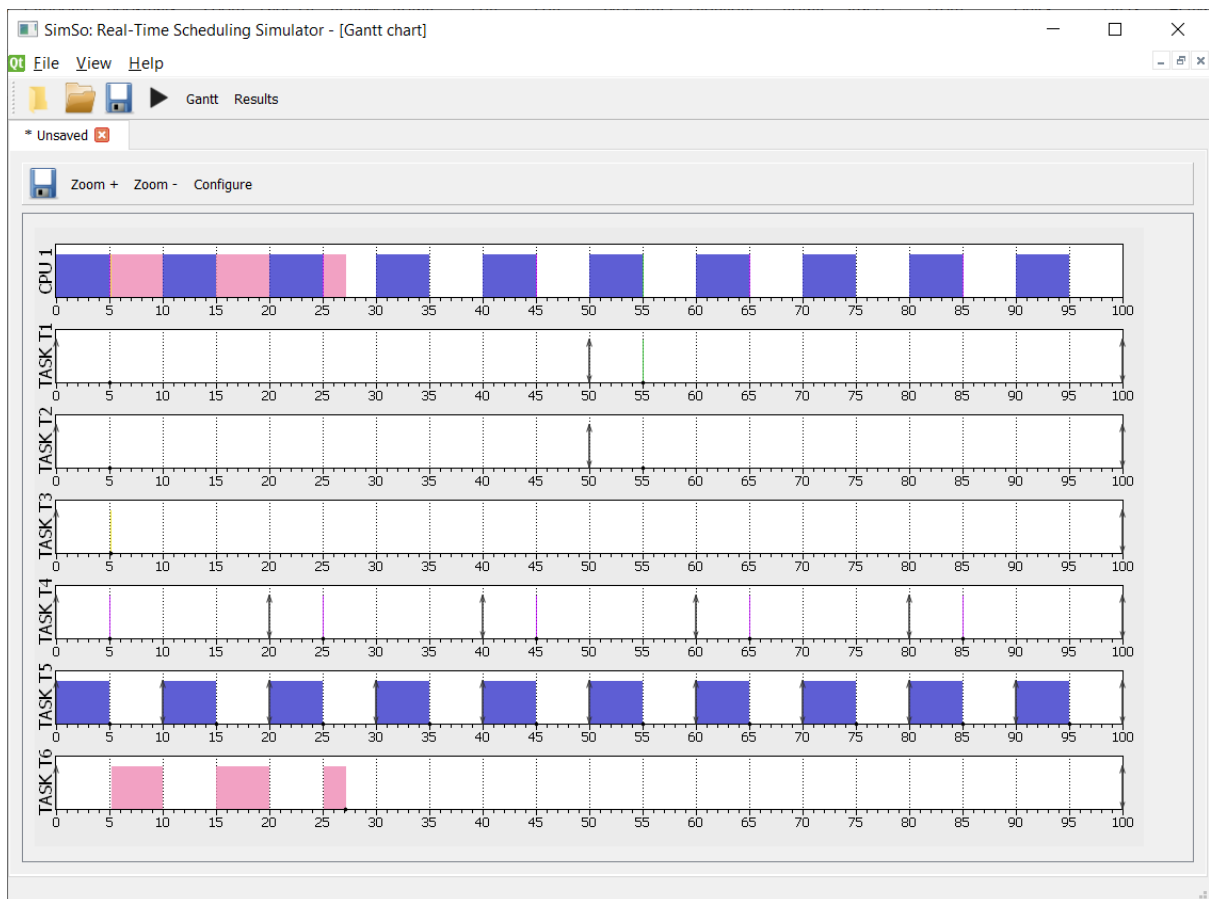 SimSo: Real-Time Scheduling Simulator - [Gantt chart]
Qt File View Help
Gantt Results
* Unsaved
Zoom + Zoom - Configure
CPU 1
0 5 10 15 20 25 30 35 40 45 50 55 60 65 70 75 80 85 90 95 100
TASK T1
0 5 10 15 20 25 30 35 40 45 50 55 60 65 70 75 80 85 90 95 100
TASK T2
0 5 10 15 20 25 30 35 40 45 50 55 60 65 70 75 80 85 90 95 100
TASK T3
0 5 10 15 20 25 30 35 40 45 50 55 60 65 70 75 80 85 90 95 100
TASK T4
0 5 10 15 20 25 30 35 40 45 50 55 60 65 70 75 80 85 90 95 100
TASK T5
0 5 10 15 20 25 30 35 40 45 50 55 60 65 70 75 80 85 90 95 100
TASK T6
0 5 10 15 20 25 30 35 40 45 50 55 60 65 70 75 80 85 90 95 100